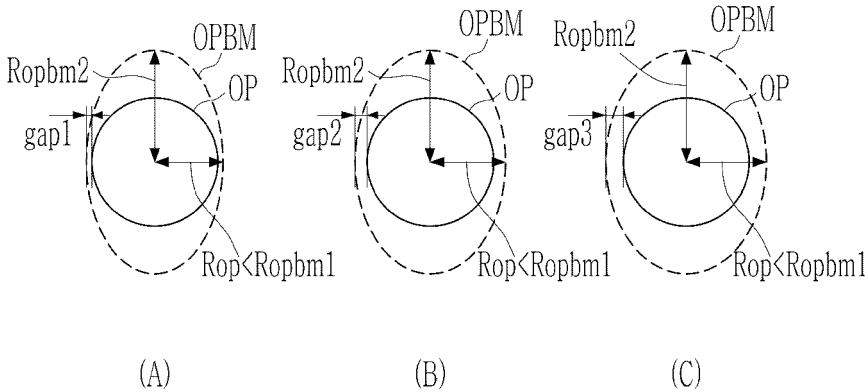 OPBM
Ropbm2
OP
gap1
Rop<Ropbm1
(A)
OPBM
Ropbm2
OP
gap2
Rop<Ropbm1
(B)
OPBM
Ropbm2
OP
gap3
Rop<Ropbm1
(C)